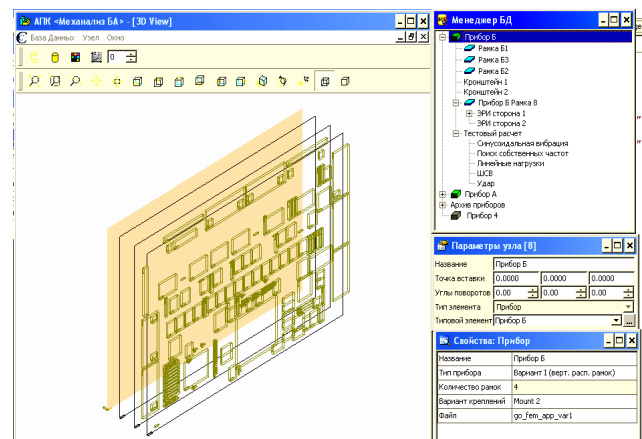 АПК <Механализ БА> - [3D View]
База Данных Узел Окно
0
Менеджер БД
Прибор Б
Рамка Б1
Рамка Б3
Рамка Б2
Кронштейн 1
Кронштейн 2
Прибор Б Рамка 8
ЭРИ сторона 1
ЭРИ сторона 2
Тестовый расчет
Синусоидальная вибрация
Поиск собственных частот
Линейные нагрузки
ШСВ
Удар
Прибор А
Архив приборов
Прибор 4
Параметры узла [8]
Название Прибор Б
Точка вставки 0.0000 0.0000 0.0000
Углы поворотов 0.00 0.00 0.00
Тип элемента Прибор
Типовой элемент Прибор Б ...
Свойства: Прибор
Название Прибор Б
Тип прибора Вариант I (верт. расп. рамок)
Количество рамок 4
Вариант креплений Mount 2
Файл go_fem_app_var1